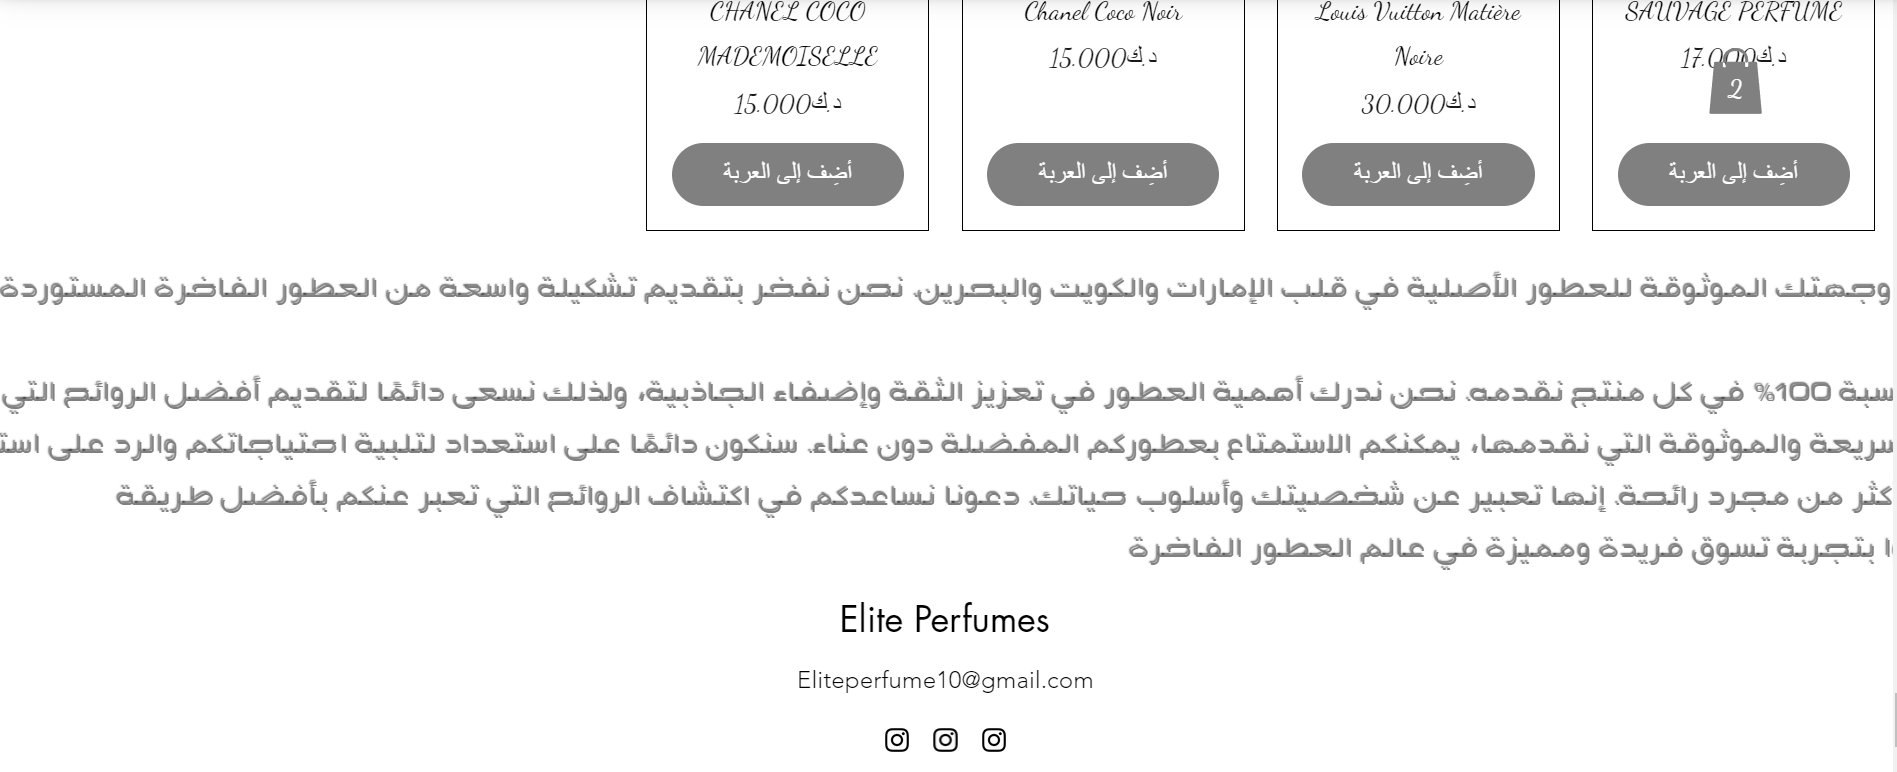 SAUVAGE PERFUME
17.000د.ك
2
أضِف إلى العربة
Louis Vuitton Matière
Noire
30.000د.ك
أضِف إلى العربة
Chanel Coco Noir
15.000د.ك
أضِف إلى العربة
CHANEL COCO
MADEMOISELLE
15.000د.ك
أضِف إلى العربة
وجهتك الموثوقة للعطور الأصلية في قلب الإمارات والكويت والبحرين. نحن نفخر بتقديم تشكيلة واسعة من العطور الفاخرة المستوردة
سبة 100% في كل منتج نقدمه. نحن ندرك أهمية العطور في تعزيز الثقة وإضفاء الجاذبية، ولذلك نسعى دائمًا لتقديم أفضل الروائح التي
سريعة والموثوقة التي نقدمها، يمكنكم الاستمتاع بعطوركم المفضلة دون عناء. سنكون دائمًا على استعداد لتلبية احتياجاتكم والرد على است
كثر من مجرد رائحة. إنها تعبير عن شخصيتك وأسلوب حياتك. دعونا نساعدكم في اكتشاف الروائح التي تعبر عنكم بأفضل طريقة
ا بتجربة تسوق فريدة ومميزة في عالم العطور الفاخرة
Elite Perfumes
Eliteperfume10@gmail.com